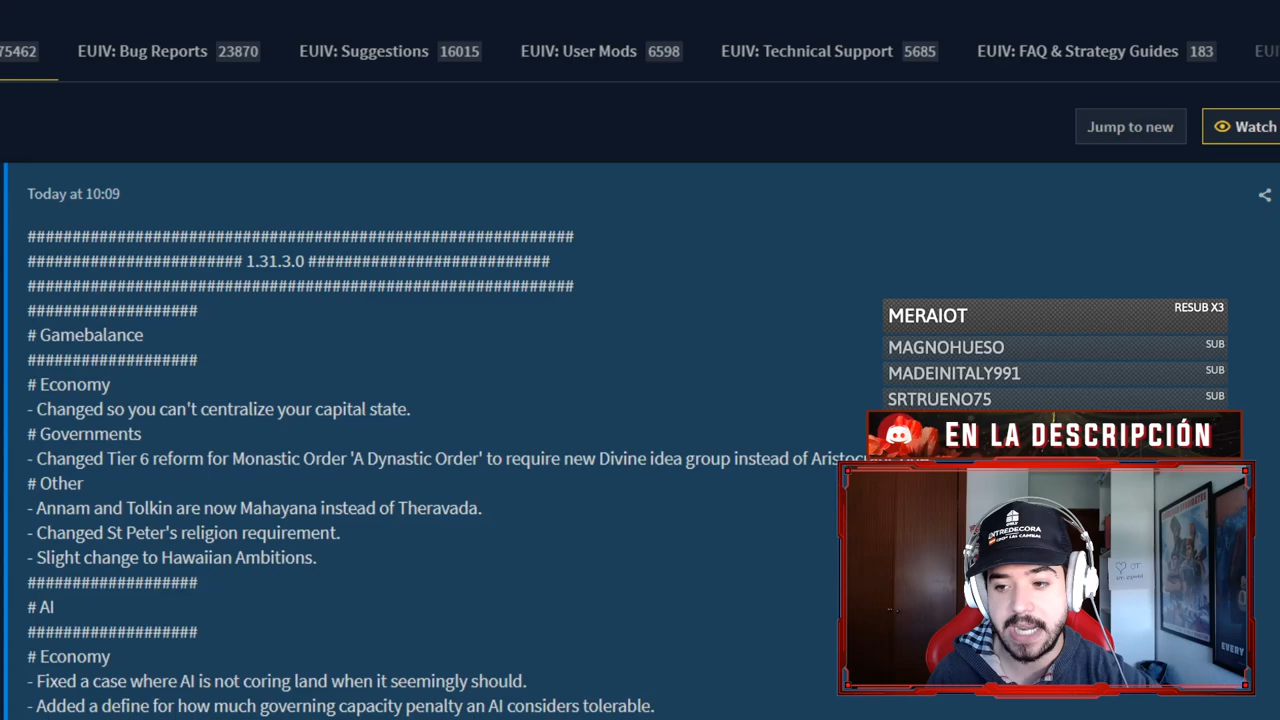 75462 EUIV: Bug Reports 23870 EUIV: Suggestions 16015 EUIV: User Mods 6598 EUIV: Technical Support 5685 EUIV: FAQ & Strategy Guides 183 EU
Jump to new Watch
Today at 10:09
#############################################################
######################## 1.31.3.0 ###########################
#############################################################
###################
# Gamebalance
###################
# Economy
- Changed so you can't centralize your capital state.
# Governments
- Changed Tier 6 reform for Monastic Order 'A Dynastic Order' to require new Divine idea group instead of
# Other
- Annam and Tolkin are now Mahayana instead of Theravada.
- Changed St Peter's religion requirement.
- Slight change to Hawaiian Ambitions.
###################
# AI
###################
# Economy
- Fixed a case where AI is not coring land when it seemingly should.
- Added a define for how much governing capacity penalty an AI considers tolerable.
MERAIOT RESUB X3
MAGNOHUESO SUB
MADEINITALY991 SUB
SRTRUENO75 SUB
EN LA DESCRIPCIÓN
ENTREDECORA
EVERY